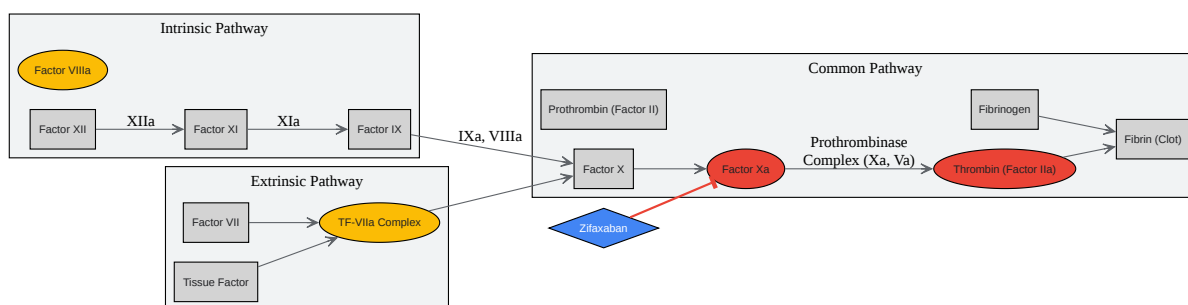 Intrinsic Pathway
Factor VIIIa
Factor XII
XIIa
Factor XI
XIa
Factor IX
IXa, VIIIa
Extrinsic Pathway
Factor VII
Tissue Factor
TF-VIIa Complex
Common Pathway
Prothrombin (Factor II)
Factor X
Factor Xa
Prothrombinase
Complex (Xa, Va)
Fibrinogen
Thrombin (Factor IIa)
Fibrin (Clot)
Zifaxaban